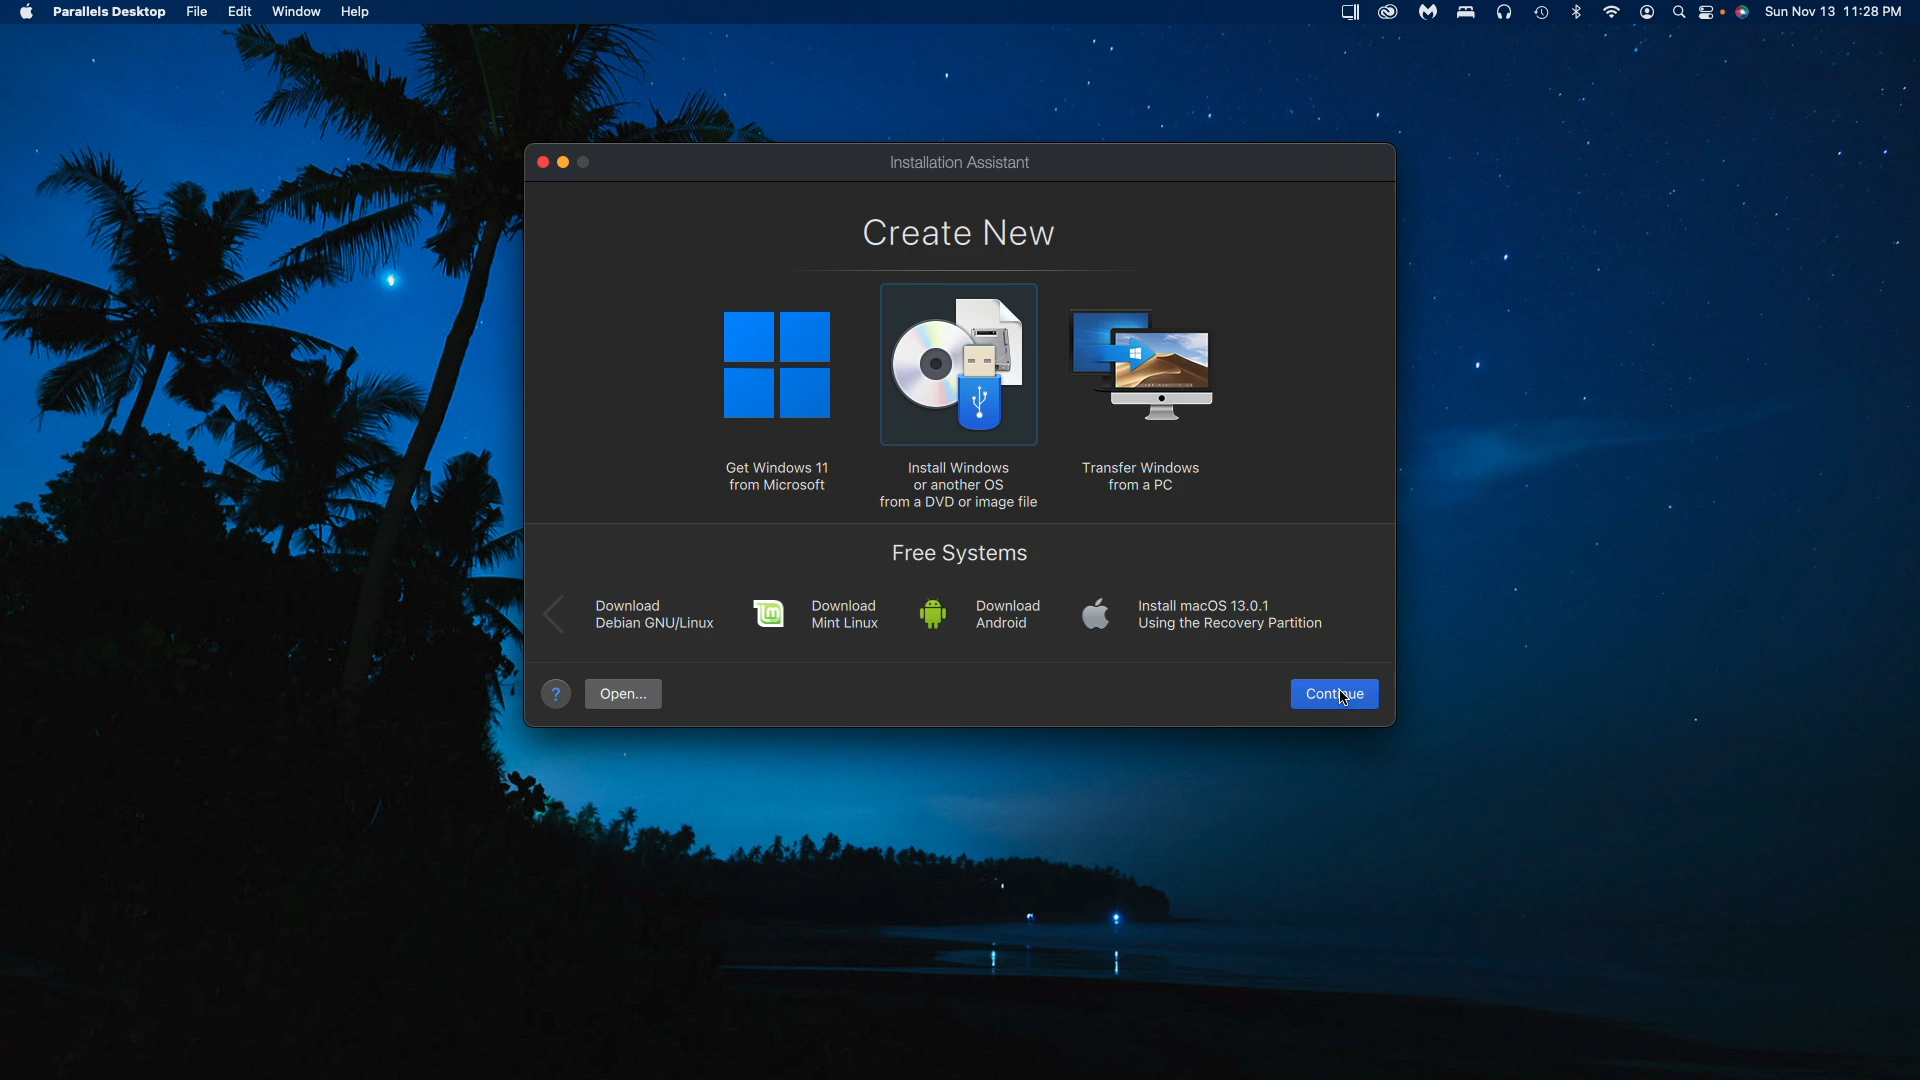 Parallels Desktop File Edit Window Help Sun Nov 13 11:28 PM
Installation Assistant
Create New
Get Windows 11
from Microsoft
Install Windows
or another OS
from a DVD or image file
Transfer Windows
from a PC
Free Systems
Download
Debian GNU/Linux
Download
Mint Linux
Download
Android
Install macOS 13.0.1
Using the Recovery Partition
?
Open...
Continue